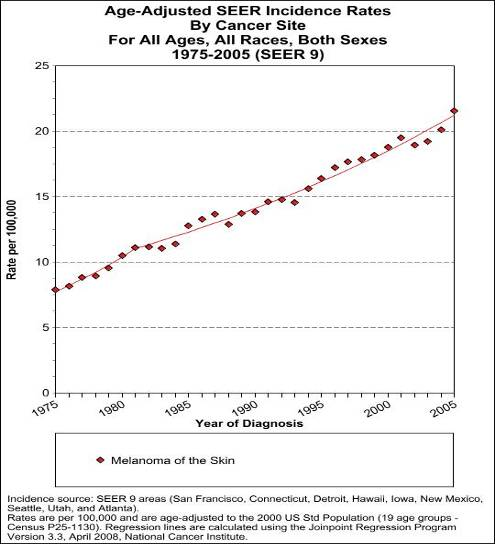 Age-Adjusted SEER Incidence Rates
By Cancer Site
For All Ages, All Races, Both Sexes
1975-2005 (SEER 9)
25
20
15
10
5
0
Rate per 100,000
1975
1980
1985
1990
1995
2000
2005
Year of Diagnosis
Melanoma of the Skin
Incidence source: SEER 9 areas (San Francisco, Connecticut, Detroit, Hawaii, Iowa, New Mexico,
Seattle, Utah, and Atlanta).
Rates are per 100,000 and are age-adjusted to the 2000 US Std Population (19 age groups -
Census P25-1130). Regression lines are calculated using the Joinpoint Regression Program
Version 3.3, April 2008, National Cancer Institute.